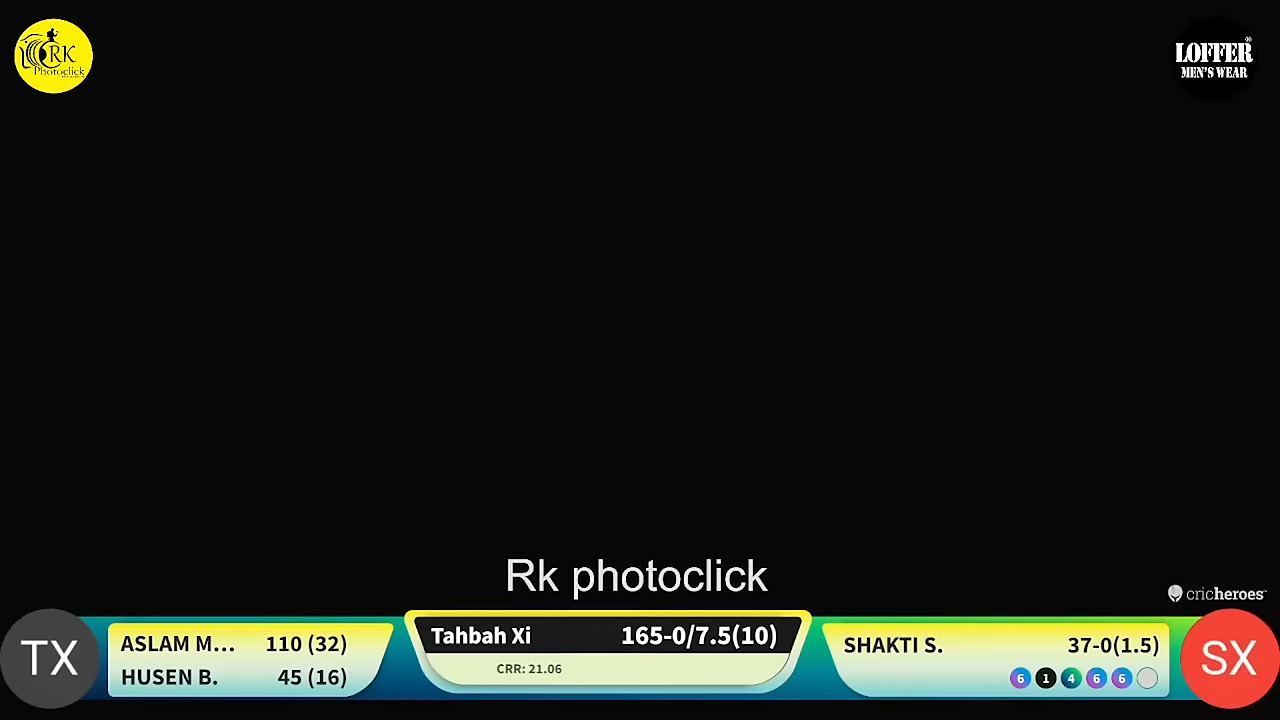 RK
Photoclick
LOFFER®
MEN'S WEAR
Rk photoclick
cricheroes
TX
ASLAM M... 110 (32)
HUSEN B. 45 (16)
Tahbah Xi 165-0/7.5(10)
CRR: 21.06
SHAKTI S. 37-0(1.5)
6 1 4 6 6
SX